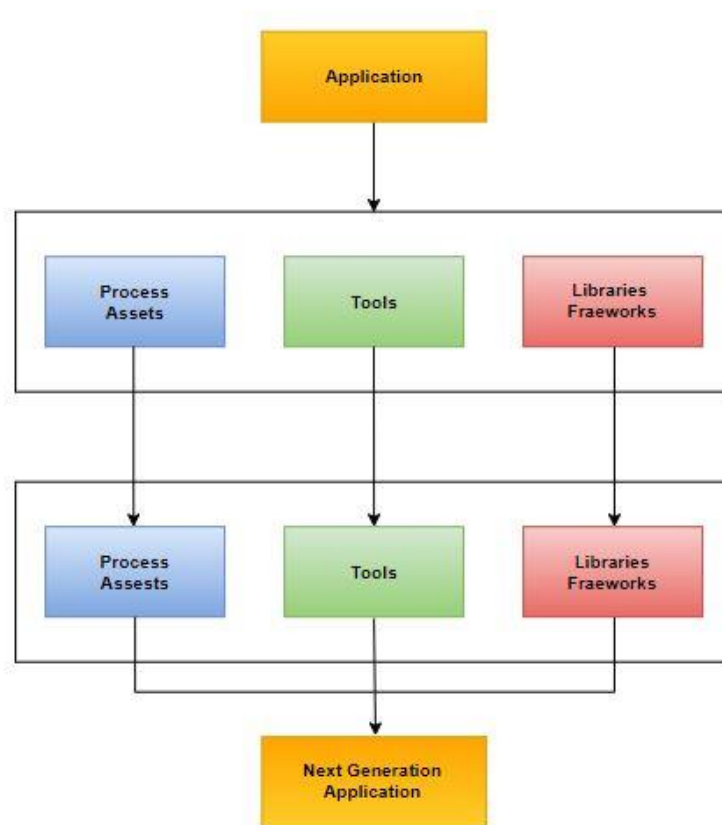 Application
Process
Assets
Tools
Libraries
Fraeworks
Process
Assests
Tools
Libraries
Fraeworks
Next Generation
Application